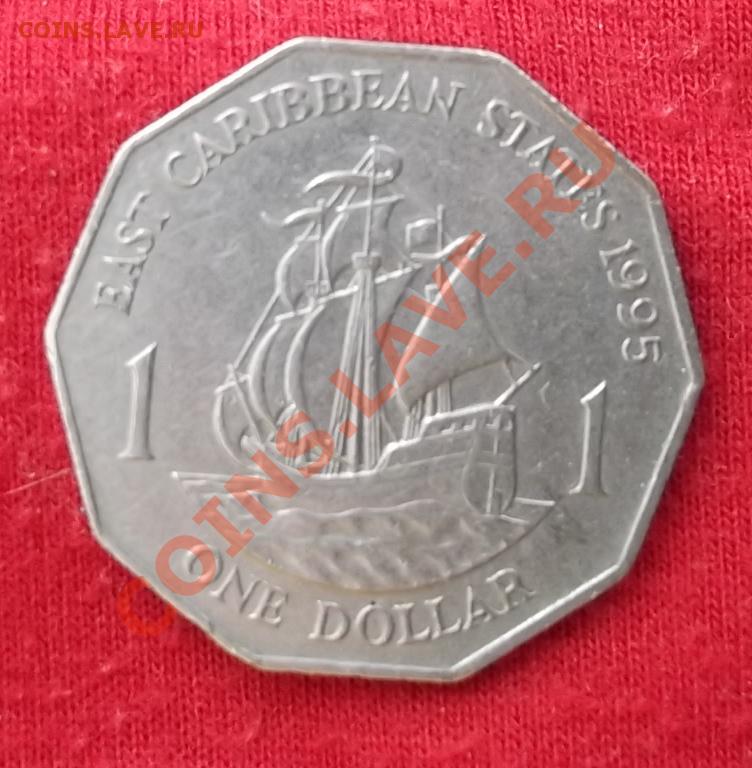 COINS.LAVE.RU
EAST CARIBBEAN STATES 1995
1 1
ONE DOLLAR
COINS.LAVE.RU